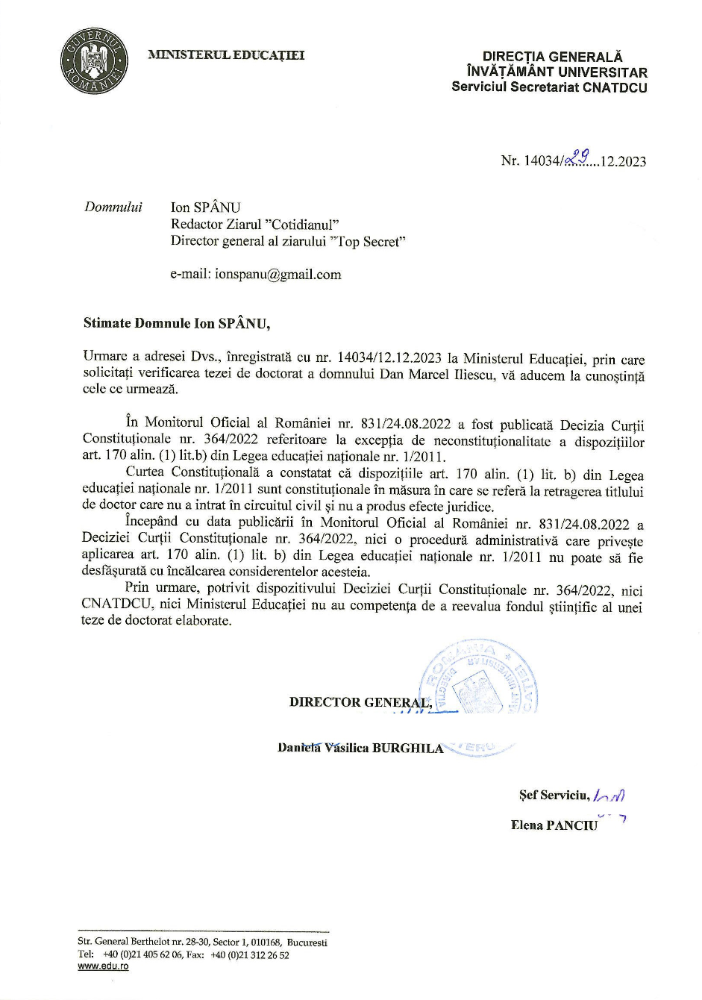 GUVERNUL ROMÂNIEI
MINISTERUL EDUCAȚIEI
DIRECȚIA GENERALĂ
ÎNVĂȚĂMÂNT UNIVERSITAR
Serviciul Secretariat CNATDCU
Nr. 14034/29.....12.2023
Domnului Ion SPÂNU
Redactor Ziarul ”Cotidianul”
Director general al ziarului ”Top Secret”
e-mail: ionspanu@gmail.com
Stimate Domnule Ion SPÂNU,
Urmare a adresei Dvs., înregistrată cu nr. 14034/12.12.2023 la Ministerul Educației, prin care
solicitați verificarea tezei de doctorat a domnului Dan Marcel Iliescu, vă aducem la cunoștință
cele ce urmează.
În Monitorul Oficial al României nr. 831/24.08.2022 a fost publicată Decizia Curții
Constituționale nr. 364/2022 referitoare la excepția de neconstituționalitate a dispozițiilor
art. 170 alin. (1) lit.b) din Legea educației naționale nr. 1/2011.
Curtea Constituțională a constatat că dispozițiile art. 170 alin. (1) lit. b) din Legea
educației naționale nr. 1/2011 sunt constituționale în măsura în care se referă la retragerea titlului
de doctor care nu a intrat în circuitul civil și nu a produs efecte juridice.
Începând cu data publicării în Monitorul Oficial al României nr. 831/24.08.2022 a
Deciziei Curții Constituționale nr. 364/2022, nici o procedură administrativă care privește
aplicarea art. 170 alin. (1) lit. b) din Legea educației naționale nr. 1/2011 nu poate să fie
desfășurată cu încălcarea considerentelor acesteia.
Prin urmare, potrivit dispozitivului Deciziei Curții Constituționale nr. 364/2022, nici
CNATDCU, nici Ministerul Educației nu au competența de a reevalua fondul științific al unei
teze de doctorat elaborate.
ROMÂNIA
DIRECȚIA
UNIVERSITAR
DIRECTOR GENERAL,
Daniela Vasilica BURGHILA
Șef Serviciu,
Elena PANCIU
Str. General Berthelot nr. 28-30, Sector 1, 010168, Bucuresti
Tel: +40 (0)21 405 62 06, Fax: +40 (0)21 312 26 52
www.edu.ro